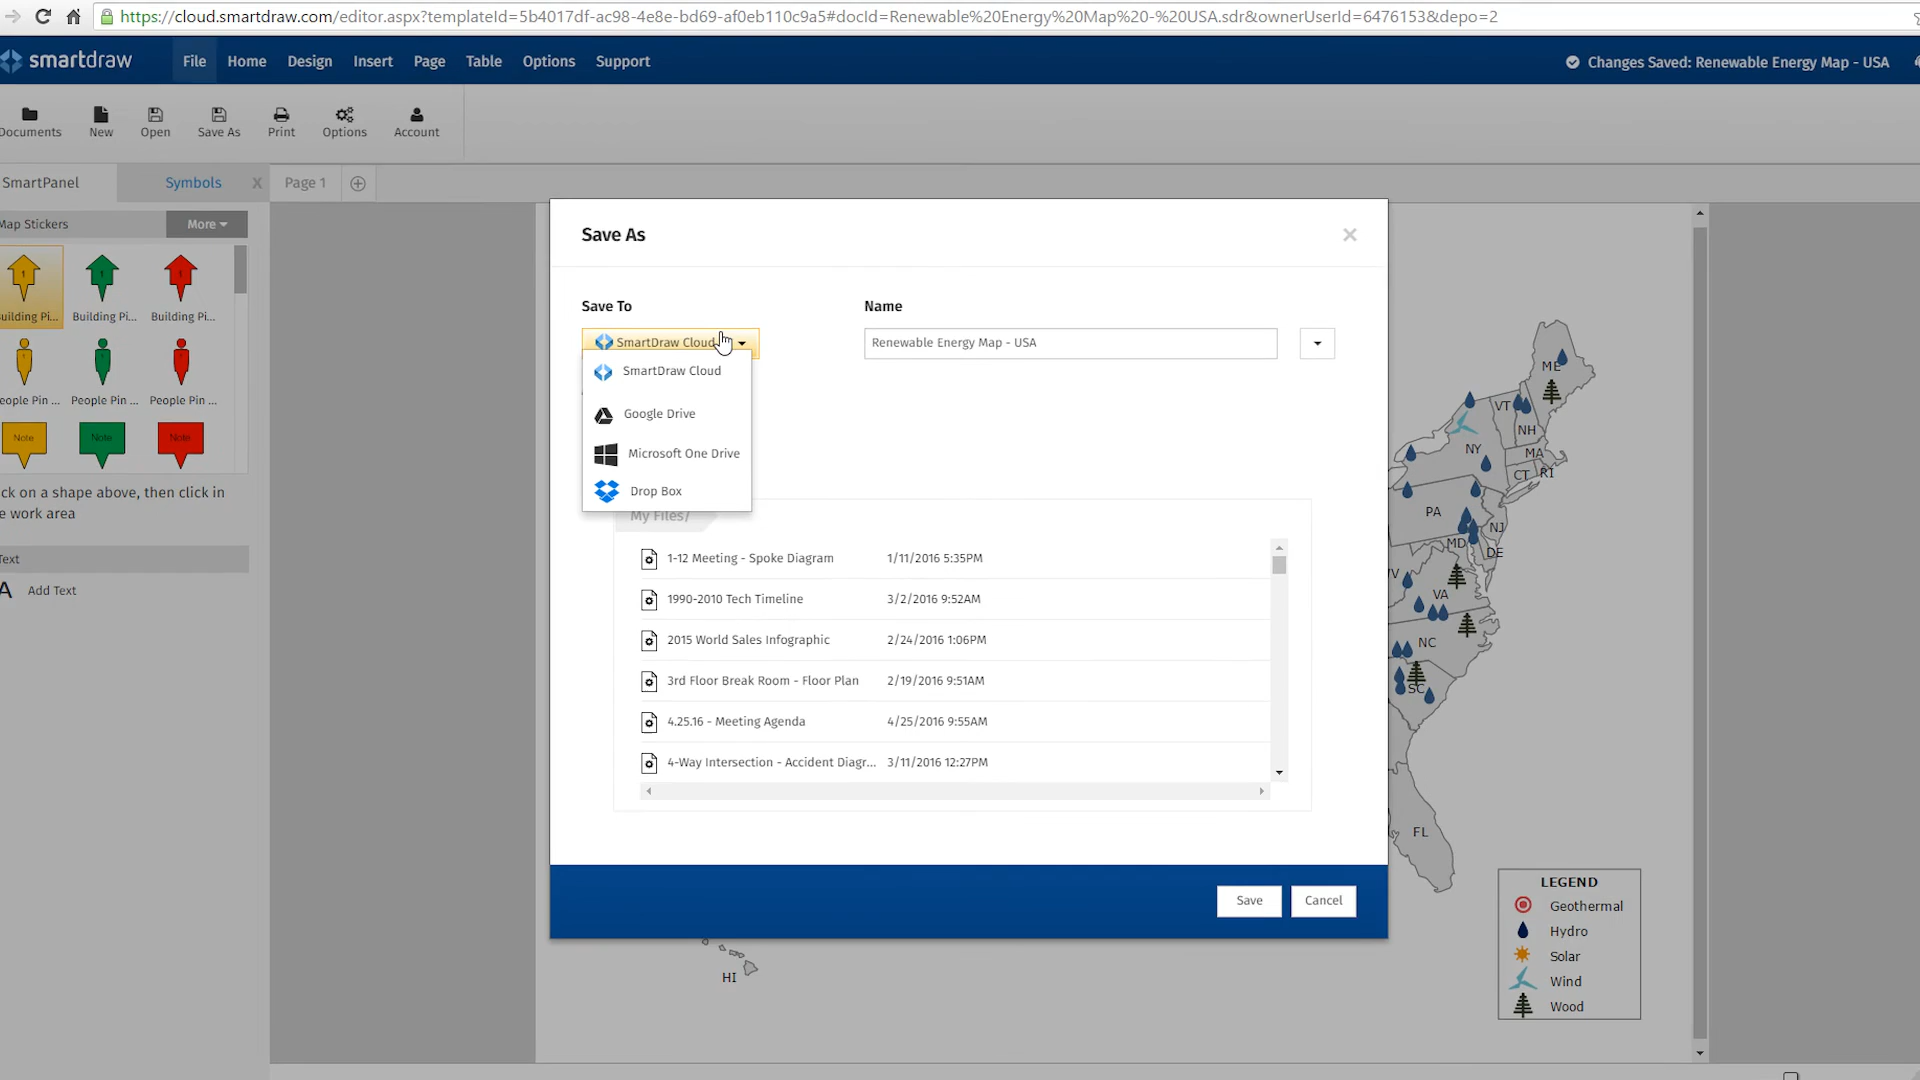 https://cloud.smartdraw.com/editor.aspx?templateId=5b4017df-ac98-4e8e-bd69-af0eb110c9a5#docId=Renewable%20Energy%20Map%20-%20USA.sdr&ownerUserId=6476153&depo=2
smartdraw File Home Design Insert Page Table Options Support Changes Saved: Renewable Energy Map - USA
Documents New Open Save As Print Options Account
SmartPanel Symbols X Page 1
Map Stickers More
1 1 1
Building Pi... Building Pi... Building Pi...
People Pin ... People Pin ... People Pin ...
Note Note Note
ck on a shape above, then click in
he work area
Text
A Add Text
Save As
Save To Name
SmartDraw Cloud Renewable Energy Map - USA
SmartDraw Cloud
Google Drive
Microsoft One Drive
Drop Box
My Files/
1-12 Meeting - Spoke Diagram 1/11/2016 5:35PM
1990-2010 Tech Timeline 3/2/2016 9:52AM
2015 World Sales Infographic 2/24/2016 1:06PM
3rd Floor Break Room - Floor Plan 2/19/2016 9:51AM
4.25.16 - Meeting Agenda 4/25/2016 9:55AM
4-Way Intersection - Accident Diagr... 3/11/2016 12:27PM
Save Cancel
ME
VT
NH
NY
MA
CT RI
PA
NJ
MD
DE
VA
NC
SC
FL
HI
LEGEND
Geothermal
Hydro
Solar
Wind
Wood